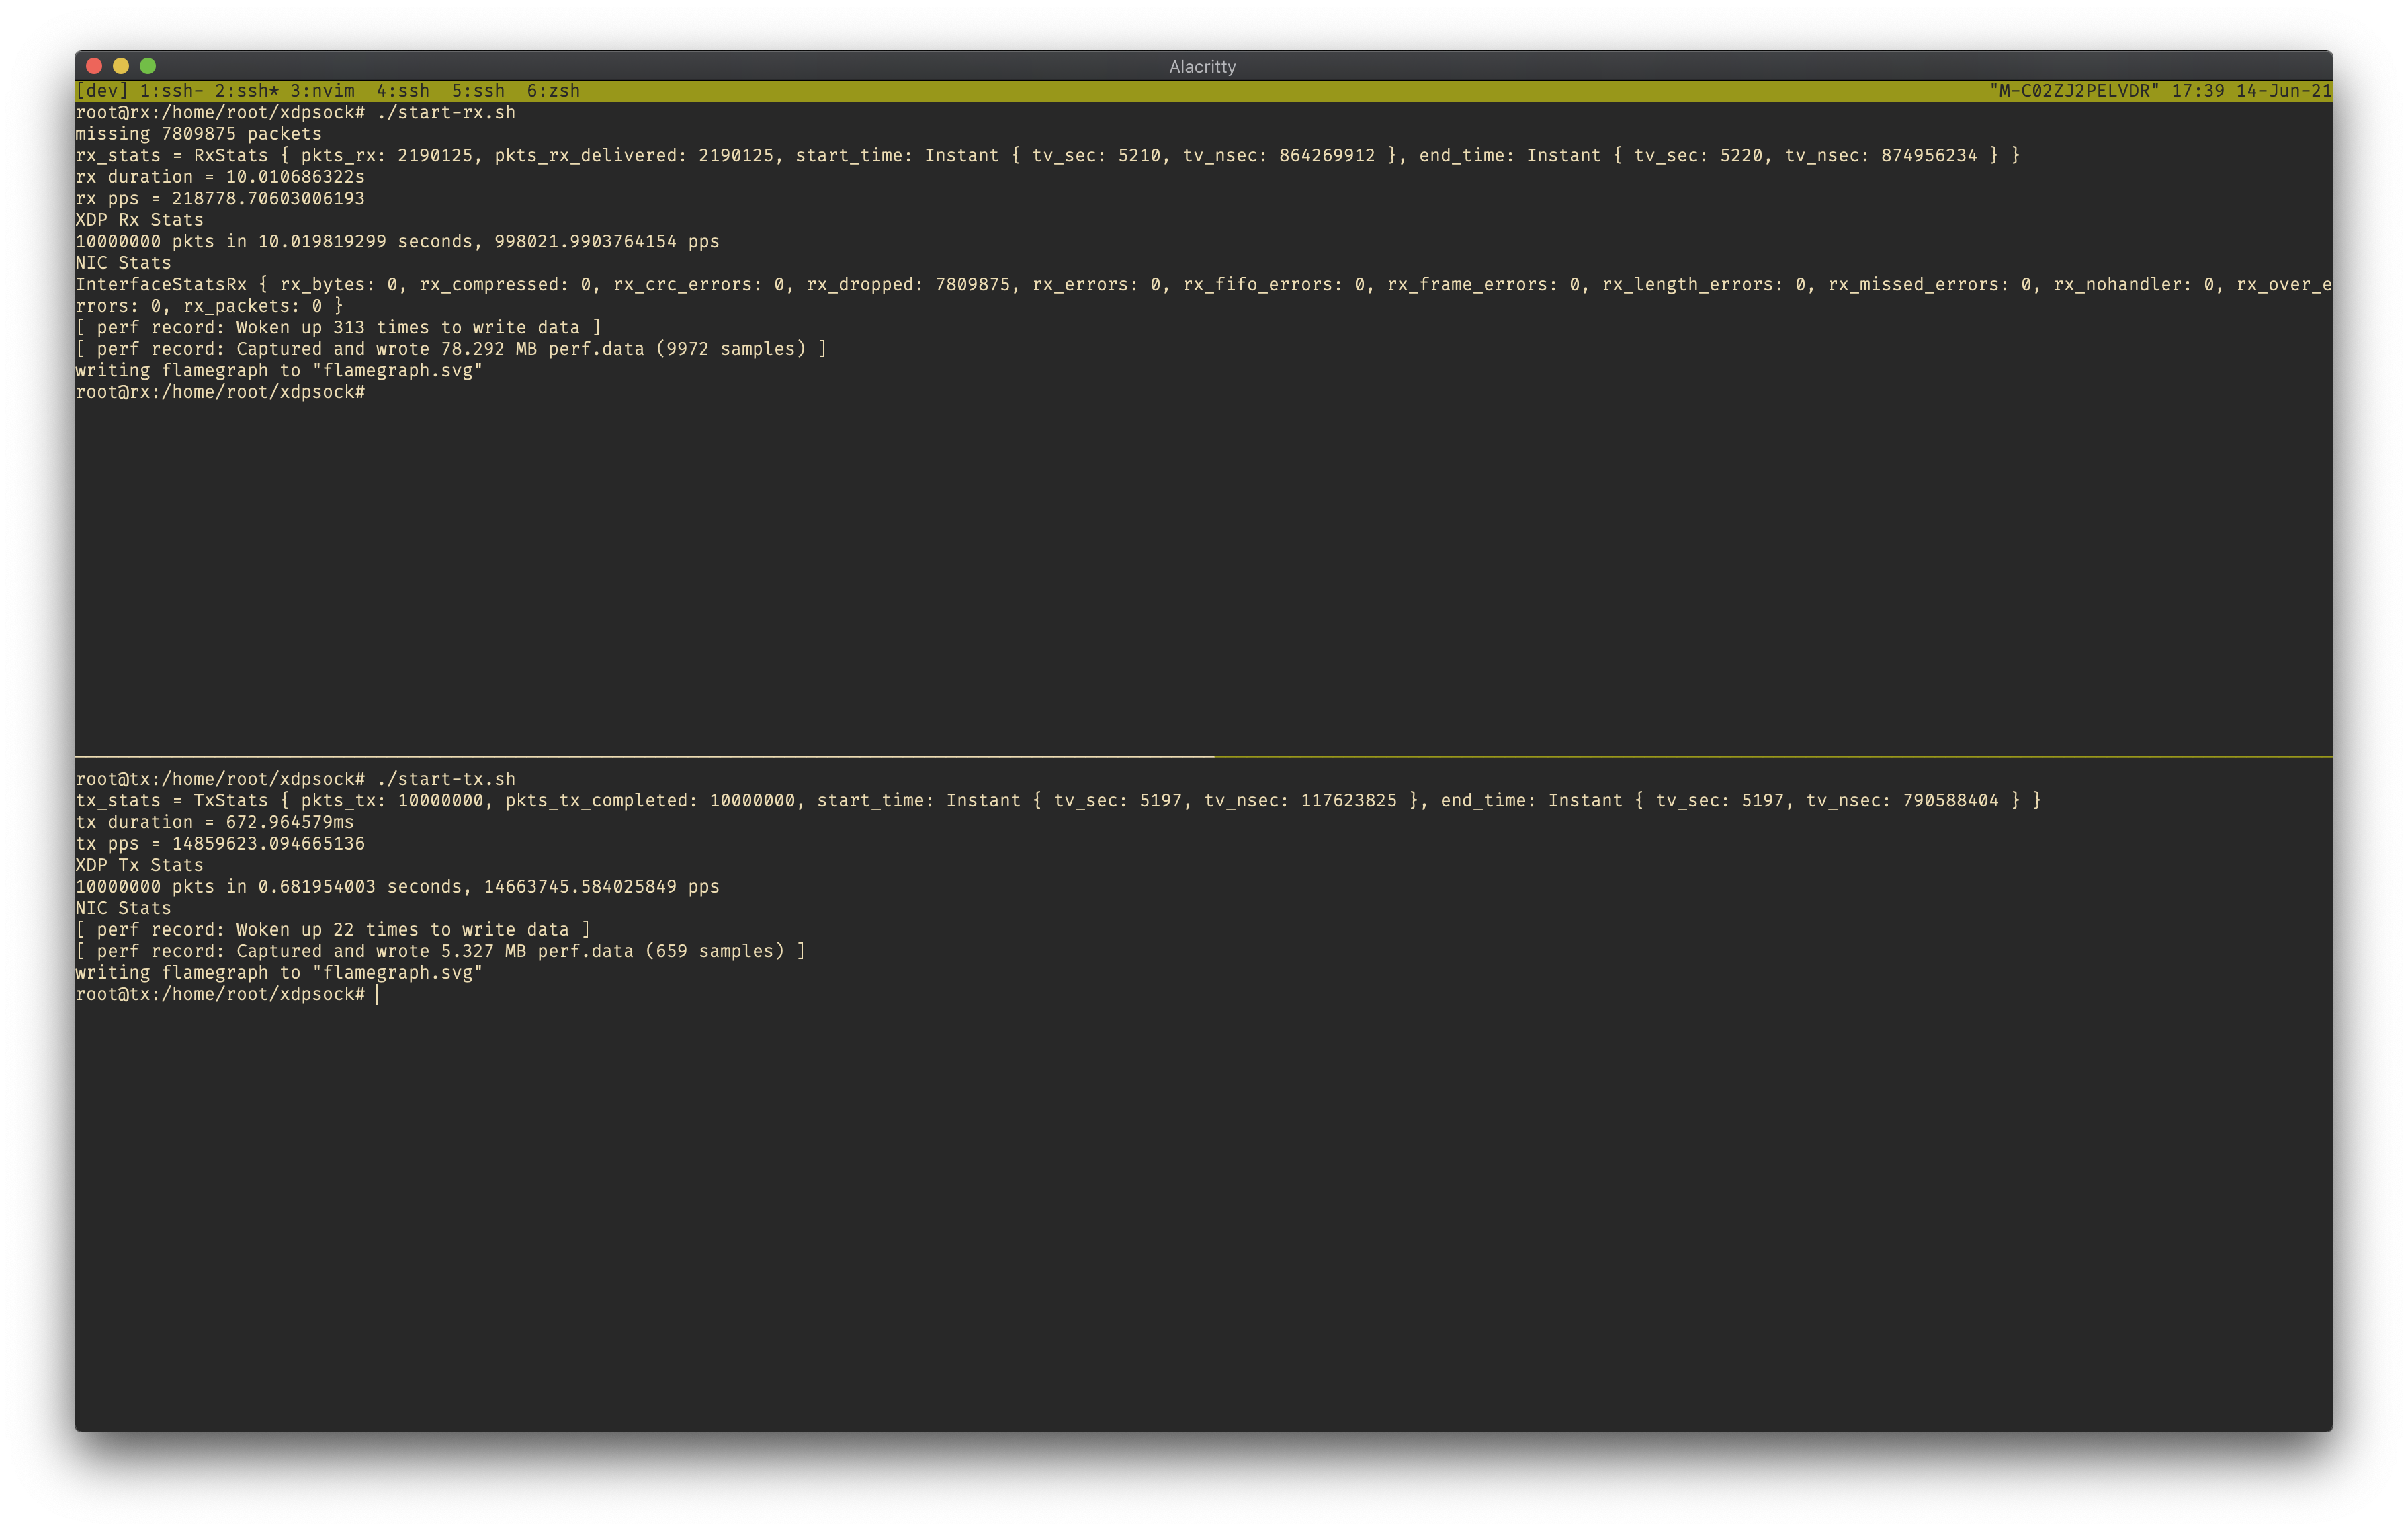 Alacritty
[dev] 1:ssh- 2:ssh* 3:nvim  4:ssh  5:ssh  6:zsh "M-C02ZJ2PELVDR" 17:39 14-Jun-21
root@rx:/home/root/xdpsock# ./start-rx.sh
missing 7809875 packets
rx_stats = RxStats { pkts_rx: 2190125, pkts_rx_delivered: 2190125, start_time: Instant { tv_sec: 5210, tv_nsec: 864269912 }, end_time: Instant { tv_sec: 5220, tv_nsec: 874956234 } }
rx duration = 10.010686322s
rx pps = 218778.70603006193
XDP Rx Stats
10000000 pkts in 10.019819299 seconds, 998021.9903764154 pps
NIC Stats
InterfaceStatsRx { rx_bytes: 0, rx_compressed: 0, rx_crc_errors: 0, rx_dropped: 7809875, rx_errors: 0, rx_fifo_errors: 0, rx_frame_errors: 0, rx_length_errors: 0, rx_missed_errors: 0, rx_nohandler: 0, rx_over_e
rrors: 0, rx_packets: 0 }
[ perf record: Woken up 313 times to write data ]
[ perf record: Captured and wrote 78.292 MB perf.data (9972 samples) ]
writing flamegraph to "flamegraph.svg"
root@rx:/home/root/xdpsock#
root@tx:/home/root/xdpsock# ./start-tx.sh
tx_stats = TxStats { pkts_tx: 10000000, pkts_tx_completed: 10000000, start_time: Instant { tv_sec: 5197, tv_nsec: 117623825 }, end_time: Instant { tv_sec: 5197, tv_nsec: 790588404 } }
tx duration = 672.964579ms
tx pps = 14859623.094665136
XDP Tx Stats
10000000 pkts in 0.681954003 seconds, 14663745.584025849 pps
NIC Stats
[ perf record: Woken up 22 times to write data ]
[ perf record: Captured and wrote 5.327 MB perf.data (659 samples) ]
writing flamegraph to "flamegraph.svg"
root@tx:/home/root/xdpsock#